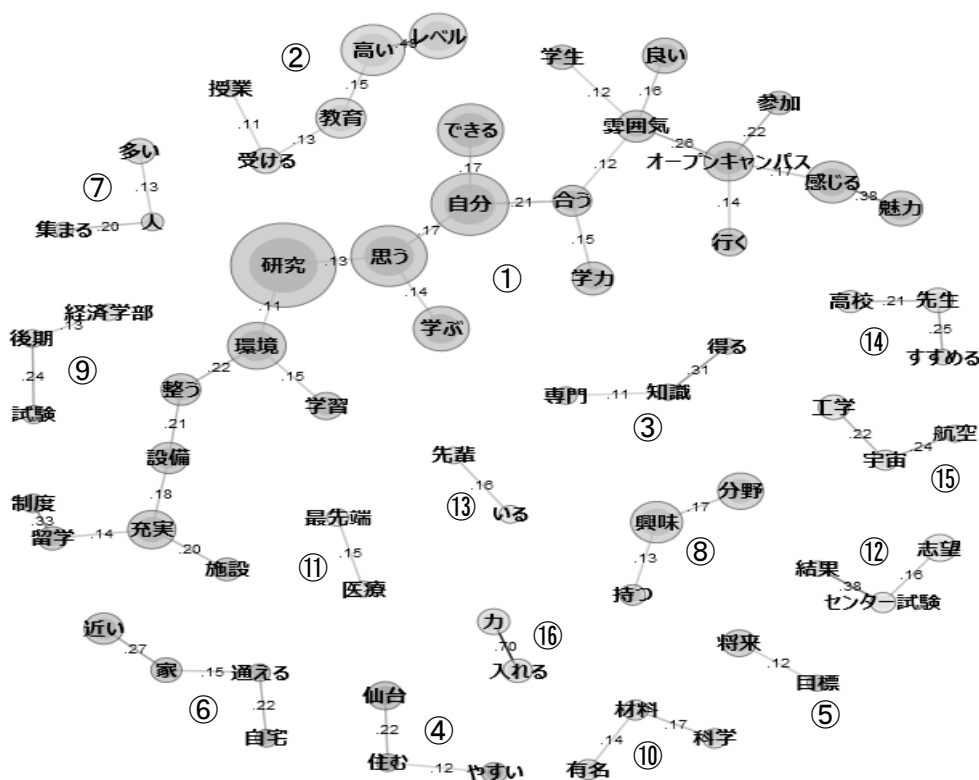 ②
高い
.49
レベル
.15
教育
授業
.11
.13
受ける
学生
良い
.12
.16
雰囲気
参加
.22
.26
オープンキャンパス
.17
感じる
.38
魅力
.14
行く
できる
.17
自分
.21
合う
.12
.15
学力
①
.17
思う
.13
研究
.14
学ぶ
.11
環境
.15
学習
.22
整う
.21
設備
.18
充実
.20
施設
.14
留学
.33
制度
多い
⑦
.13
集まる
.20
人
経済学部
.13
後期
⑨
.24
試験
得る
.31
専門
.11
知識
③
高校
.21
先生
⑭
.25
すすめる
工学
.22
航空
.24
宇宙
⑮
先輩
.16
⑬
いる
最先端
⑪
.15
医療
分野
.17
興味
⑧
.13
持つ
⑫
志望
結果
.16
.38
センター試験
近い
.27
家
.15
通える
⑥
.22
自宅
力
⑯
.70
入れる
将来
.12
目標
⑤
仙台
.22
④
住む
.12
やすい
材料
.17
科学
.14
⑩
有名